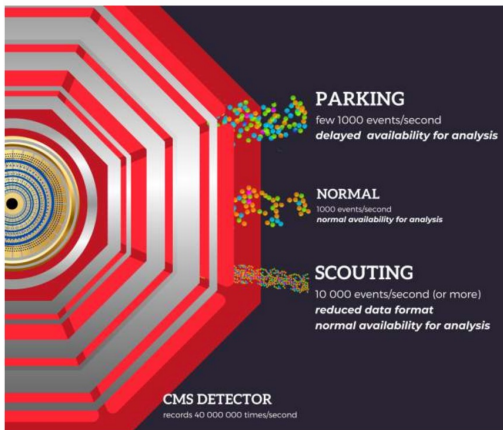 PARKING
few 1000 events/second
delayed availability for analysis
NORMAL
1000 events/second
normal availability for analysis
SCOUTING
10 000 events/second (or more)
reduced data format
normal availability for analysis
CMS DETECTOR
records 40 000 000 times/second